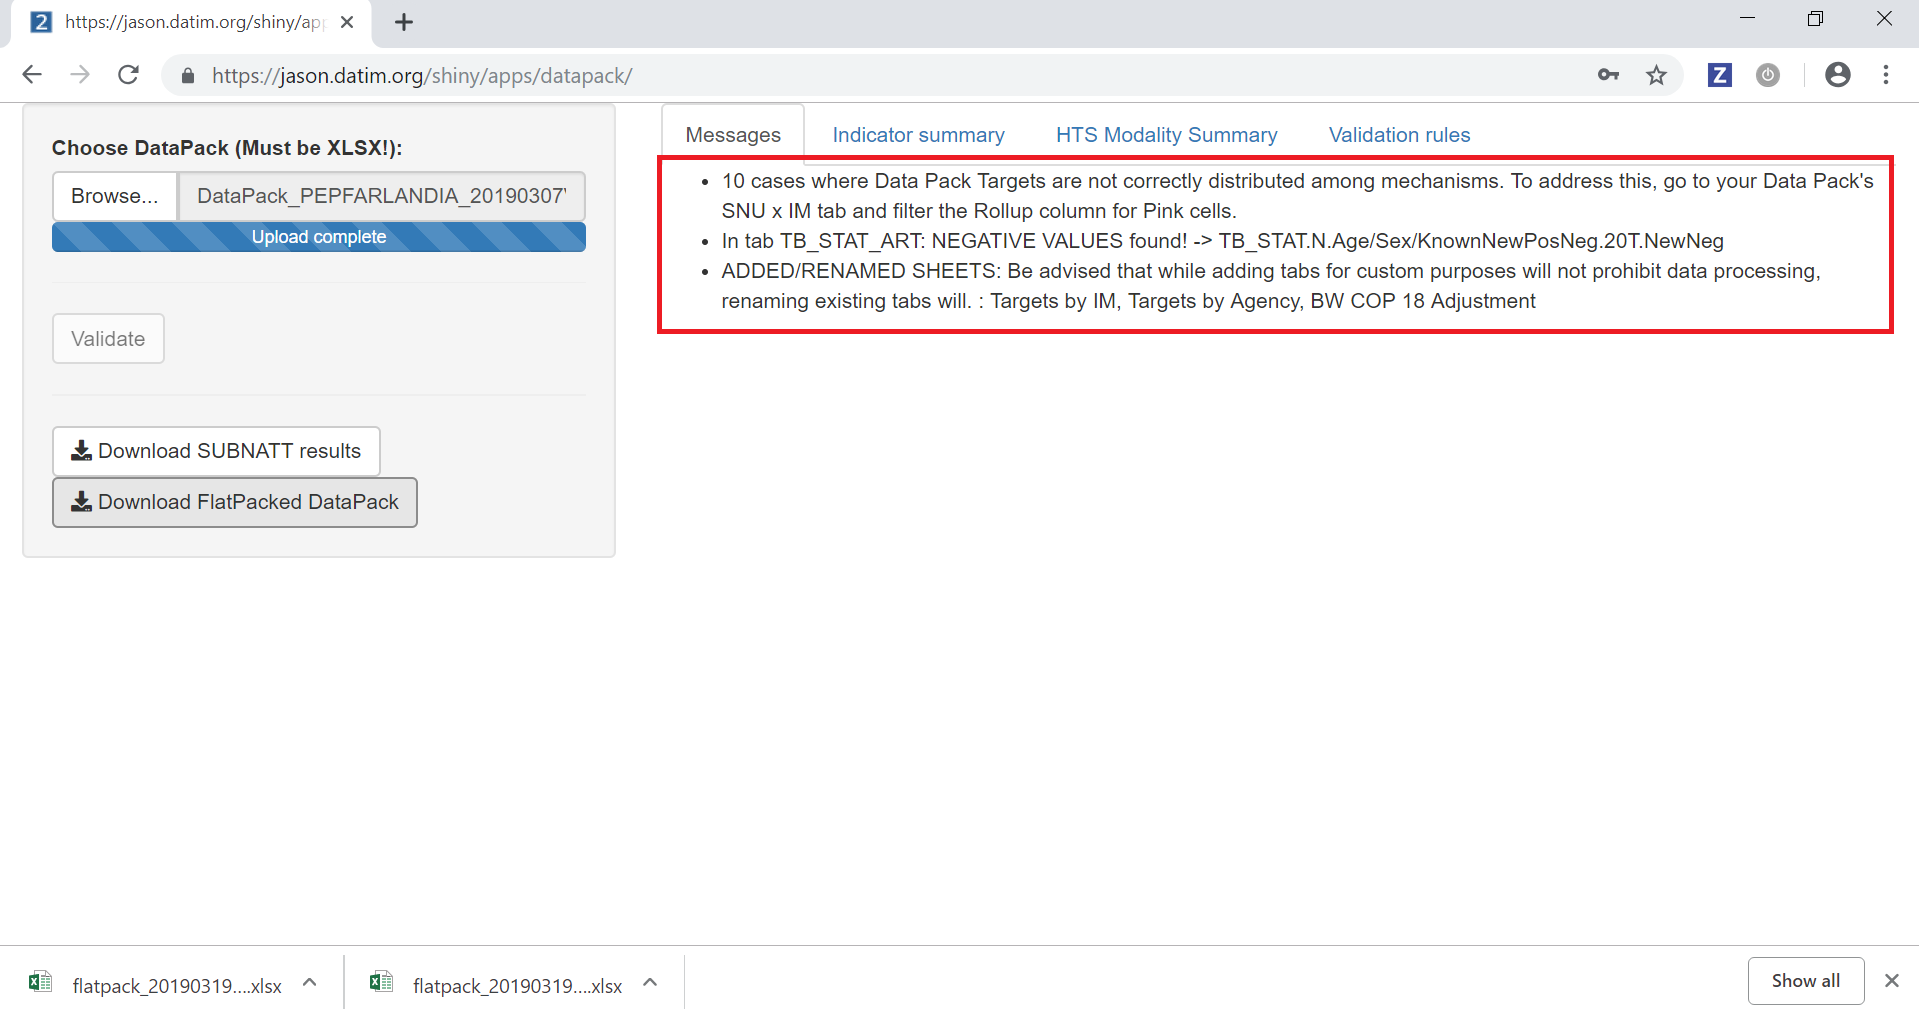 https://jason.datim.org/shiny/app
https://jason.datim.org/shiny/apps/datapack/
Choose DataPack (Must be XLSX!):
Browse... DataPack_PEPFARLANDIA_20190307
Upload complete
Validate
Download SUBNATT results
Download FlatPacked DataPack
Messages Indicator summary HTS Modality Summary Validation rules
• 10 cases where Data Pack Targets are not correctly distributed among mechanisms. To address this, go to your Data Pack's
SNU x IM tab and filter the Rollup column for Pink cells.
• In tab TB_STAT_ART: NEGATIVE VALUES found! -> TB_STAT.N.Age/Sex/KnownNewPosNeg.20T.NewNeg
• ADDED/RENAMED SHEETS: Be advised that while adding tabs for custom purposes will not prohibit data processing,
renaming existing tabs will. : Targets by IM, Targets by Agency, BW COP 18 Adjustment
flatpack_20190319....xlsx flatpack_20190319....xlsx Show all